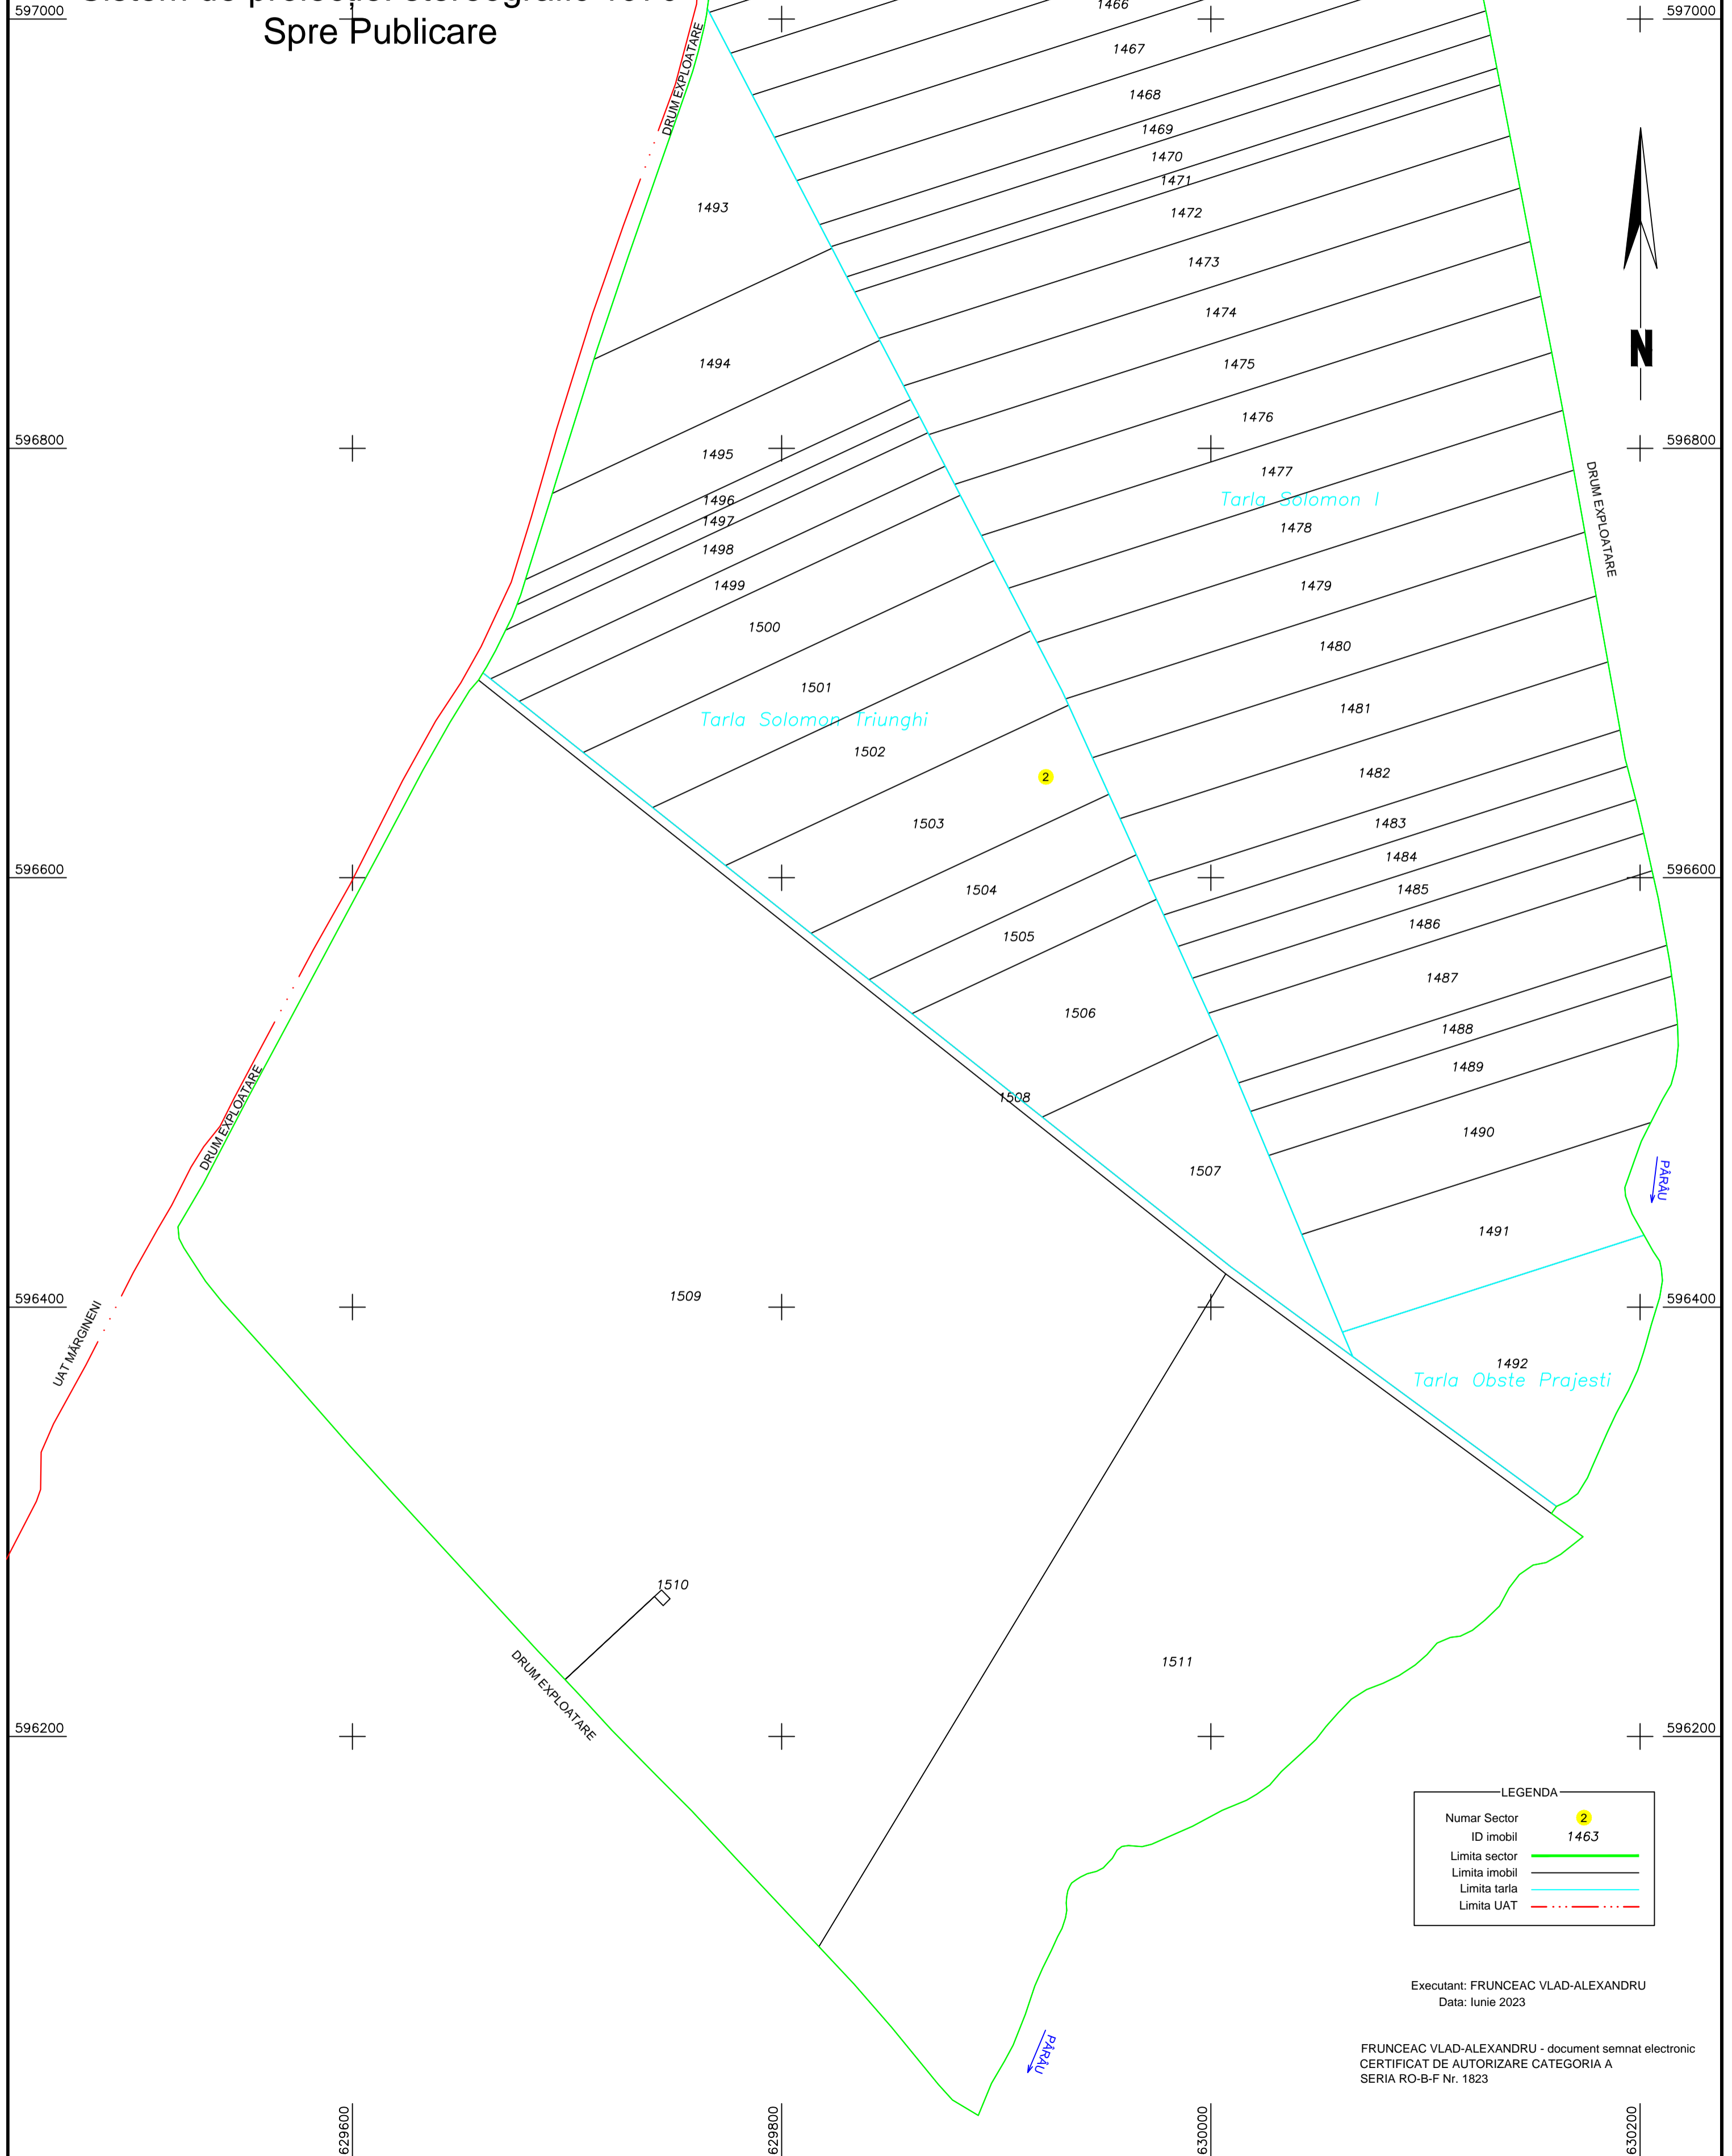 Spre Publicare
597000
597000
DRUM EXPLOATARE
1466
1467
1468
1469
1470
1471
1472
1473
1474
1475
1476
1477
Tarla Solomon I
1478
1479
1480
1481
1482
1483
1484
1485
1486
1487
1488
1489
1490
1491
1492
Tarla Obste Prajesti
N
1493
1494
1495
1496
1497
1498
1499
1500
1501
Tarla Solomon Triunghi
1502
2
1503
1504
1505
1506
1508
1507
596800
596800
DRUM EXPLOATARE
596600
596600
DRUM EXPLOATARE
PÂRÂU
UAT MĂRGINENI
596400
596400
1509
1510
1511
DRUM EXPLOATARE
596200
596200
PÂRÂU
LEGENDA
Numar Sector 2
ID imobil 1463
Limita sector
Limita imobil
Limita tarla
Limita UAT
Executant: FRUNCEAC VLAD-ALEXANDRU
Data: Iunie 2023
FRUNCEAC VLAD-ALEXANDRU - document semnat electronic
CERTIFICAT DE AUTORIZARE CATEGORIA A
SERIA RO-B-F Nr. 1823
629600
629800
630000
630200